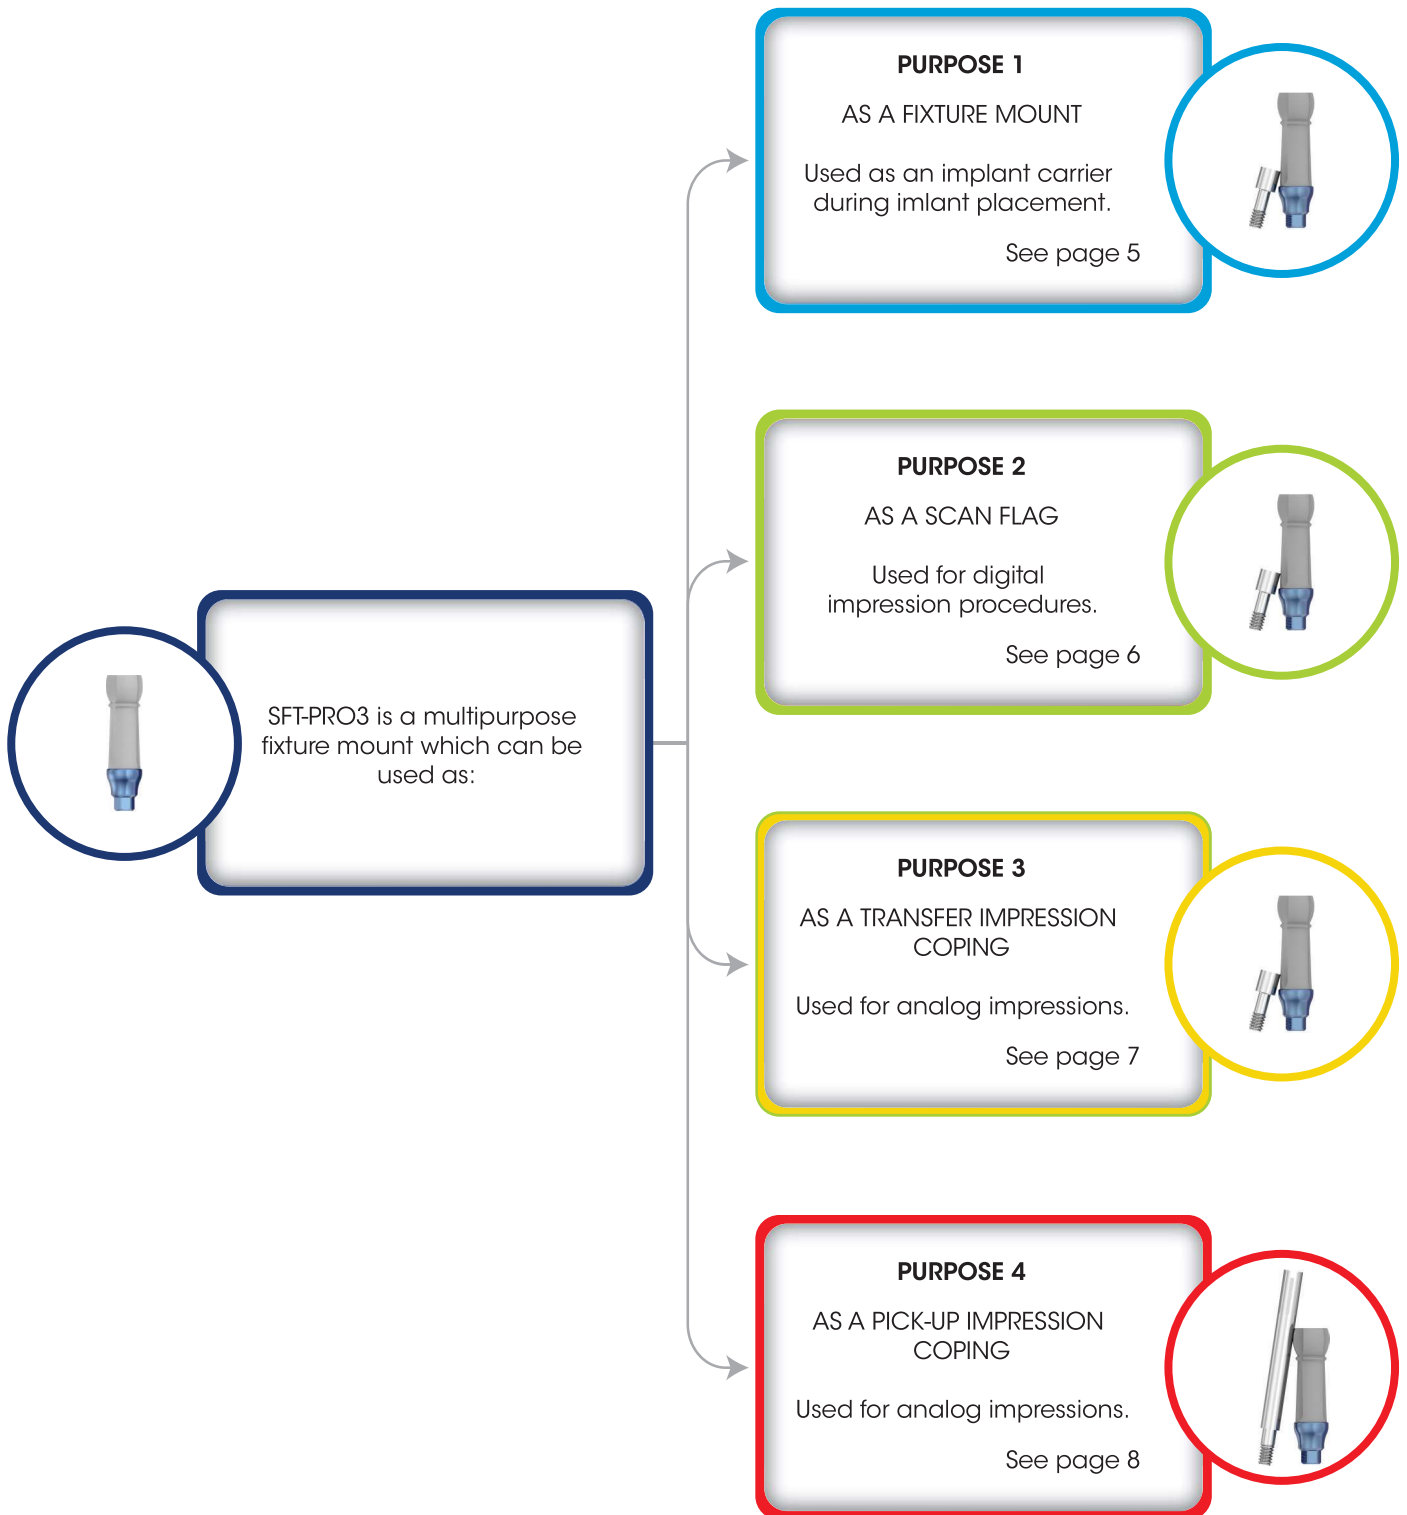 SFT-PRO3 is a multipurpose
fixture mount which can be
used as:
PURPOSE 1
AS A FIXTURE MOUNT
Used as an implant carrier
during imlant placement.
See page 5
PURPOSE 2
AS A SCAN FLAG
Used for digital
impression procedures.
See page 6
PURPOSE 3
AS A TRANSFER IMPRESSION
COPING
Used for analog impressions.
See page 7
PURPOSE 4
AS A PICK-UP IMPRESSION
COPING
Used for analog impressions.
See page 8